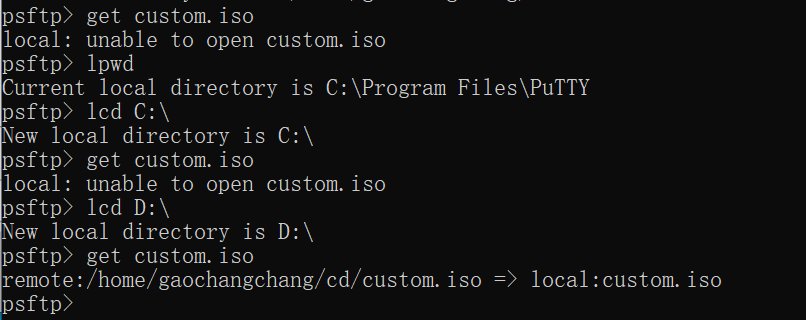 psftp> get custom.iso
local: unable to open custom.iso
psftp> lpwd
Current local directory is C:\Program Files\PuTTY
psftp> lcd C:\
New local directory is C:\
psftp> get custom.iso
local: unable to open custom.iso
psftp> lcd D:\
New local directory is D:\
psftp> get custom.iso
remote:/home/gaochangchang/cd/custom.iso => local:custom.iso
psftp>